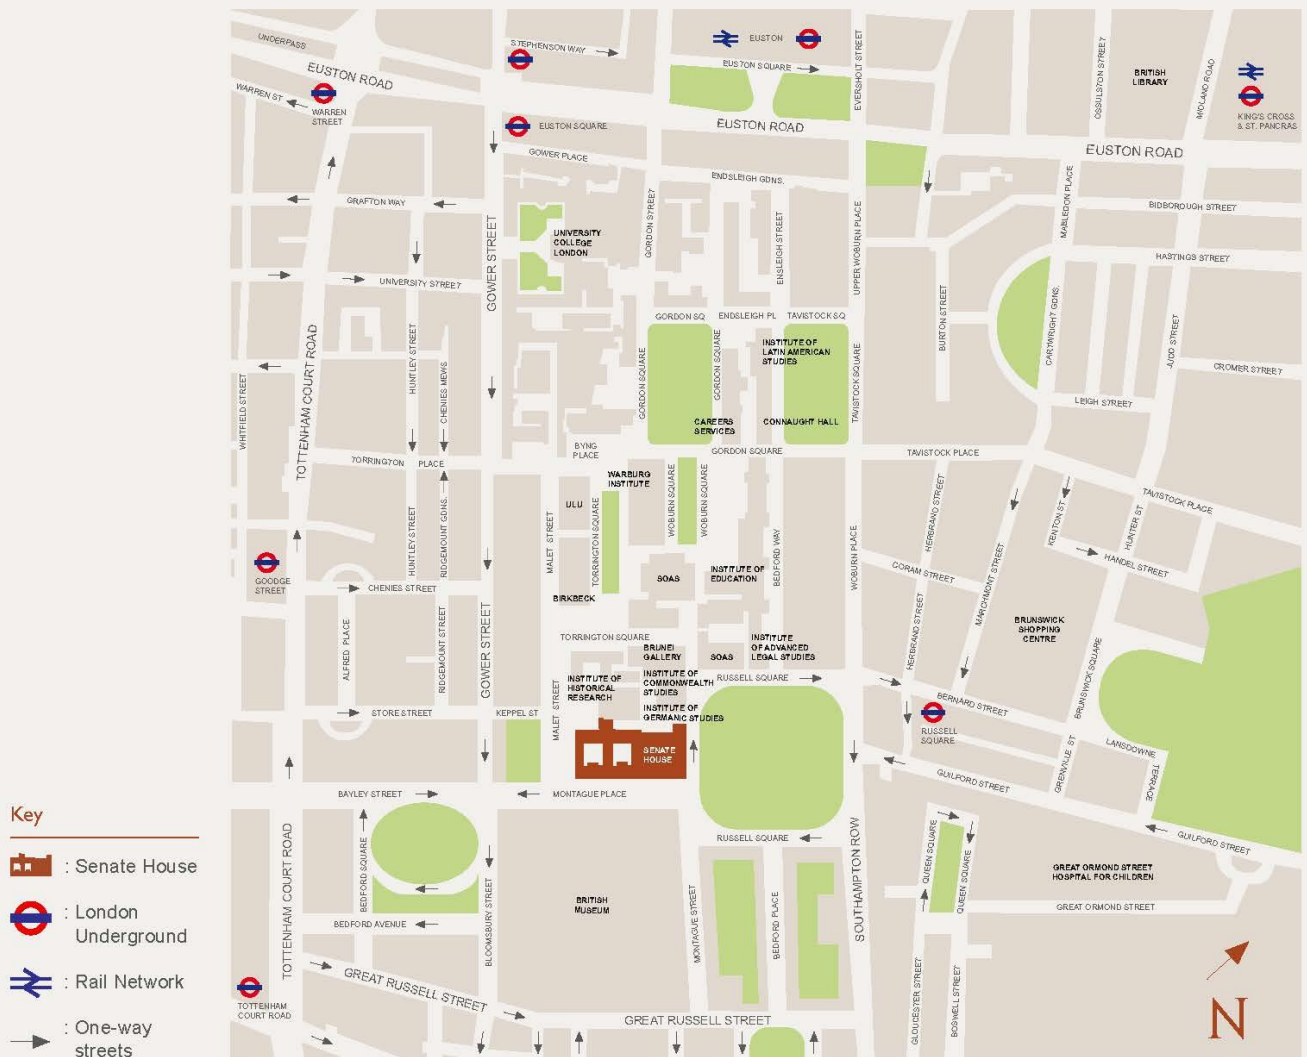 UNDERPASS
EUSTON ROAD
WARREN ST
WARREN
STREET
STEPHENSON WAY
EUSTON
EUSTON SQUARE
EVERSHOLT STREET
OSSULSTON STREET
BRITISH
LIBRARY
MIDLAND ROAD
KING'S CROSS
& ST. PANCRAS
EUSTON SQUARE
EUSTON ROAD
EUSTON ROAD
GOWER PLACE
ENDSLEIGH GDNS.
GRAFTON WAY
GOWER STREET
UNIVERSITY
COLLEGE
LONDON
GORDON STREET
ENSLEIGH STREET
UPPER WOBURN PLACE
MABLEDON PLACE
BIDBOROUGH STREET
HASTINGS STREET
UNIVERSITY STREET
BURTON STREET
CARTWRIGHT GDNS.
JUDD STREET
CROMER STREET
LEIGH STREET
GORDON SQ
ENDSLEIGH PL
TAVISTOCK SQ
WHITFIELD STREET
TOTTENHAM COURT ROAD
HUNTLEY STREET
CHENIES MEWS
GORDON SQUARE
GORDON SQUARE
INSTITUTE OF
LATIN AMERICAN
STUDIES
TAVISTOCK SQUARE
CAREERS
SERVICES
CONNAUGHT HALL
TORRINGTON PLACE
BYNG
PLACE
GORDON SQUARE
TAVISTOCK PLACE
TAVISTOCK PLACE
WARBURG
INSTITUTE
ULU
MALET STREET
TORRINGTON SQUARE
WOBURN SQUARE
WOBURN SQUARE
BEDFORD WAY
WOBURN PLACE
HERBRAND STREET
KENTON ST.
HUNTER ST
HANDEL STREET
HUNTLEY STREET
RIDGEMOUNT GDNS.
GOODGE
STREET
CHENIES STREET
SOAS
INSTITUTE OF
EDUCATION
CORAM STREET
MARCHMONT STREET
BIRKBECK
BRUNSWICK
SHOPPING
CENTRE
ALFRED PLACE
RIDGEMOUNT STREET
GOWER STREET
TORRINGTON SQUARE
BRUNEI
GALLERY
SOAS
INSTITUTE
OF ADVANCED
LEGAL STUDIES
HERBRAND STREET
BRUNSWICK SQUARE
INSTITUTE OF
HISTORICAL
RESEARCH
INSTITUTE OF
COMMONWEALTH
STUDIES
RUSSELL SQUARE
BERNARD STREET
STORE STREET
KEPPEL ST
MALET STREET
INSTITUTE OF
GERMANIC STUDIES
RUSSELL
SQUARE
LANSDOWNE
TERRACE
GRENVILLE ST
SENATE
HOUSE
GUILFORD STREET
GUILFORD STREET
BAYLEY STREET
MONTAGUE PLACE
RUSSELL SQUARE
TOTTENHAM COURT ROAD
BEDFORD SQUARE
BLOOMSBURY STREET
BRITISH
MUSEUM
MONTAGUE STREET
BEDFORD PLACE
SOUTHAMPTON ROW
QUEEN SQUARE
QUEEN SQUARE
GREAT ORMOND STREET
HOSPITAL FOR CHILDREN
GREAT ORMOND STREET
BEDFORD AVENUE
GREAT RUSSELL STREET
GREAT RUSSELL STREET
TOTTENHAM
COURT ROAD
GLOUCESTER STREET
BOSWELL STREET
N
Key
: Senate House
: London
Underground
: Rail Network
: One-way
streets